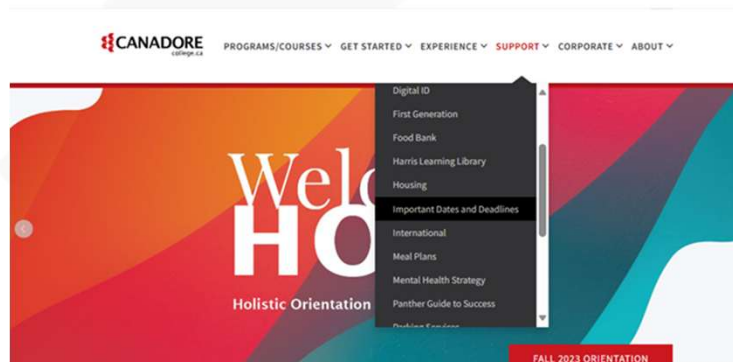 CANADORE
college.ca
PROGRAMS/COURSES GET STARTED EXPERIENCE SUPPORT CORPORATE ABOUT
Digital ID
First Generation
Food Bank
Harris Learning Library
Housing
Important Dates and Deadlines
International
Meal Plans
Mental Health Strategy
Panther Guide to Success
Parking Services
Welc
HO
Holistic Orientation
FALL 2023 ORIENTATION